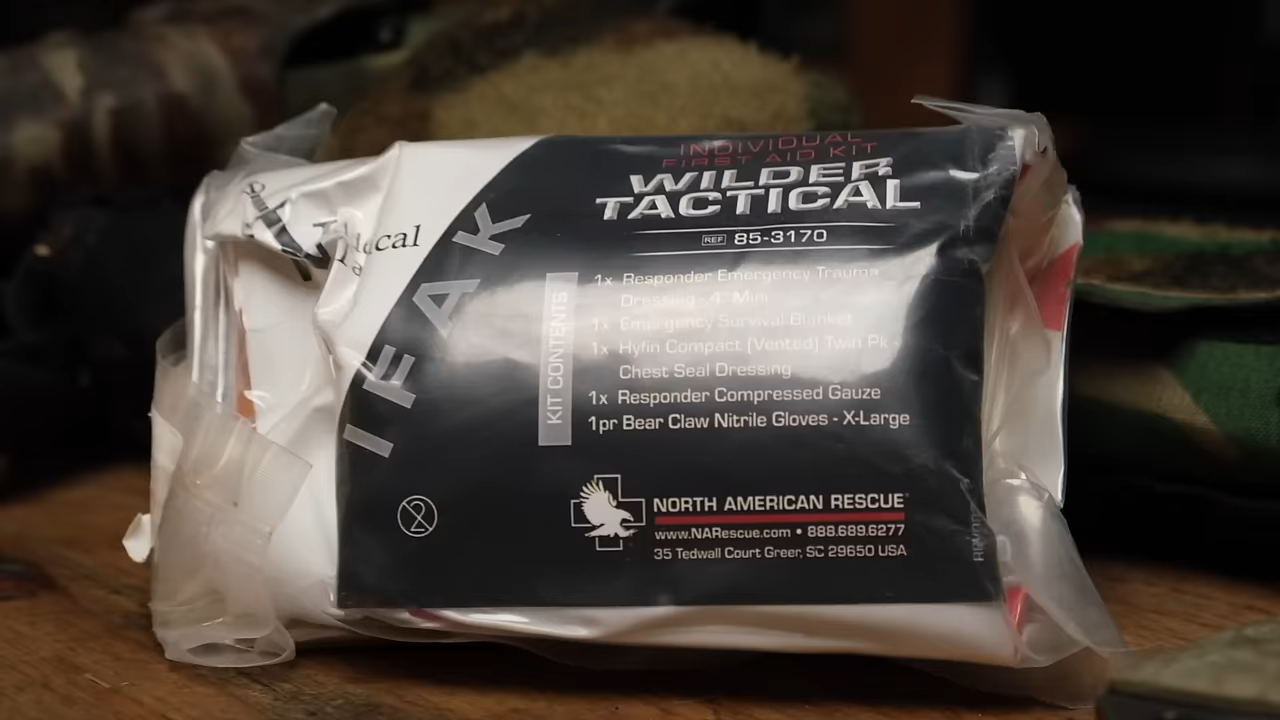 INDIVIDUAL
FIRST AID KIT
WILDER
TACTICAL
REF 85-3170
IFAK
KIT CONTENTS
1x Responder Emergency Trauma
Dressing - 4" Mini
1x Emergency Survival Blanket
1x Hyfin Compact (Vented) Twin Pk -
Chest Seal Dressing
1x Responder Compressed Gauze
1pr Bear Claw Nitrile Gloves - X-Large
2
NORTH AMERICAN RESCUE
www.NARescue.com • 888.689.6277
35 Tedwall Court Greer, SC 29650 USA